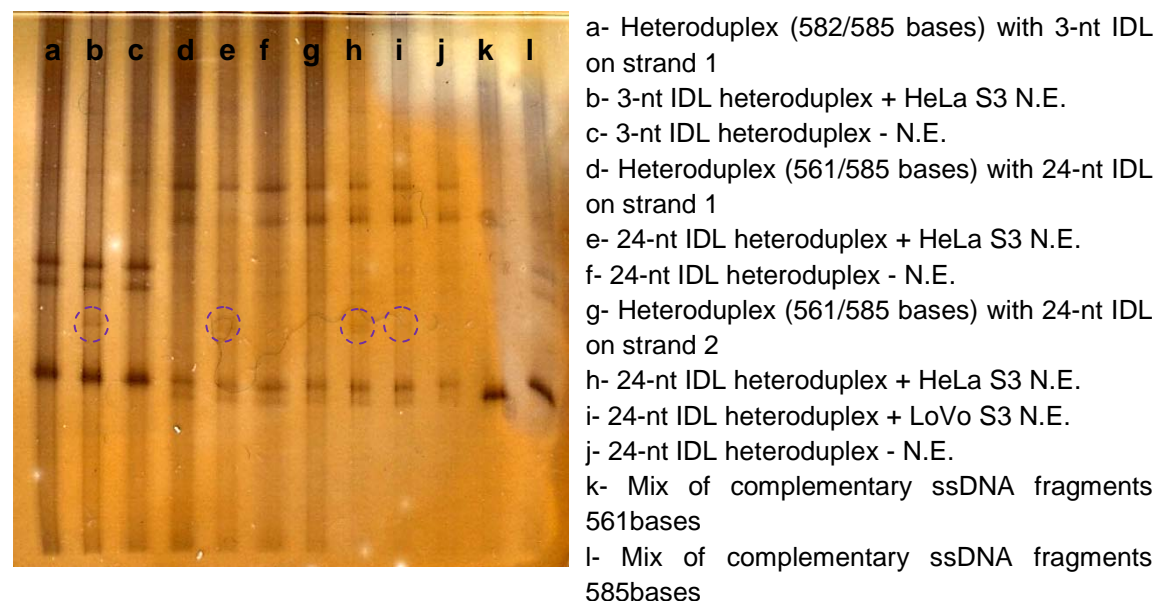 a b c d e f g h i j k l
a- Heteroduplex (582/585 bases) with 3-nt IDL
on strand 1
b- 3-nt IDL heteroduplex + HeLa S3 N.E.
c- 3-nt IDL heteroduplex - N.E.
d- Heteroduplex (561/585 bases) with 24-nt IDL
on strand 1
e- 24-nt IDL heteroduplex + HeLa S3 N.E.
f- 24-nt IDL heteroduplex - N.E.
g- Heteroduplex (561/585 bases) with 24-nt IDL
on strand 2
h- 24-nt IDL heteroduplex + HeLa S3 N.E.
i- 24-nt IDL heteroduplex + LoVo S3 N.E.
j- 24-nt IDL heteroduplex - N.E.
k- Mix of complementary ssDNA fragments
561bases
l- Mix of complementary ssDNA fragments
585bases